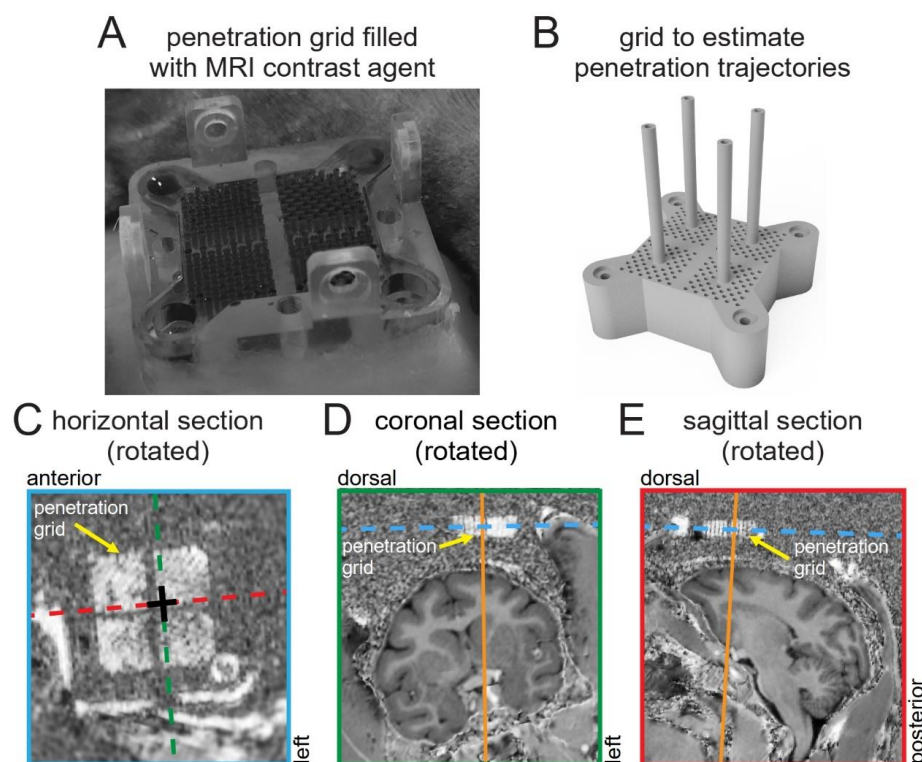 A penetration grid filled
with MRI contrast agent
B grid to estimate
penetration trajectories
C horizontal section
(rotated)
anterior
penetration
grid
left
D coronal section
(rotated)
dorsal
penetration
grid
left
E sagittal section
(rotated)
dorsal
penetration
grid
posterior